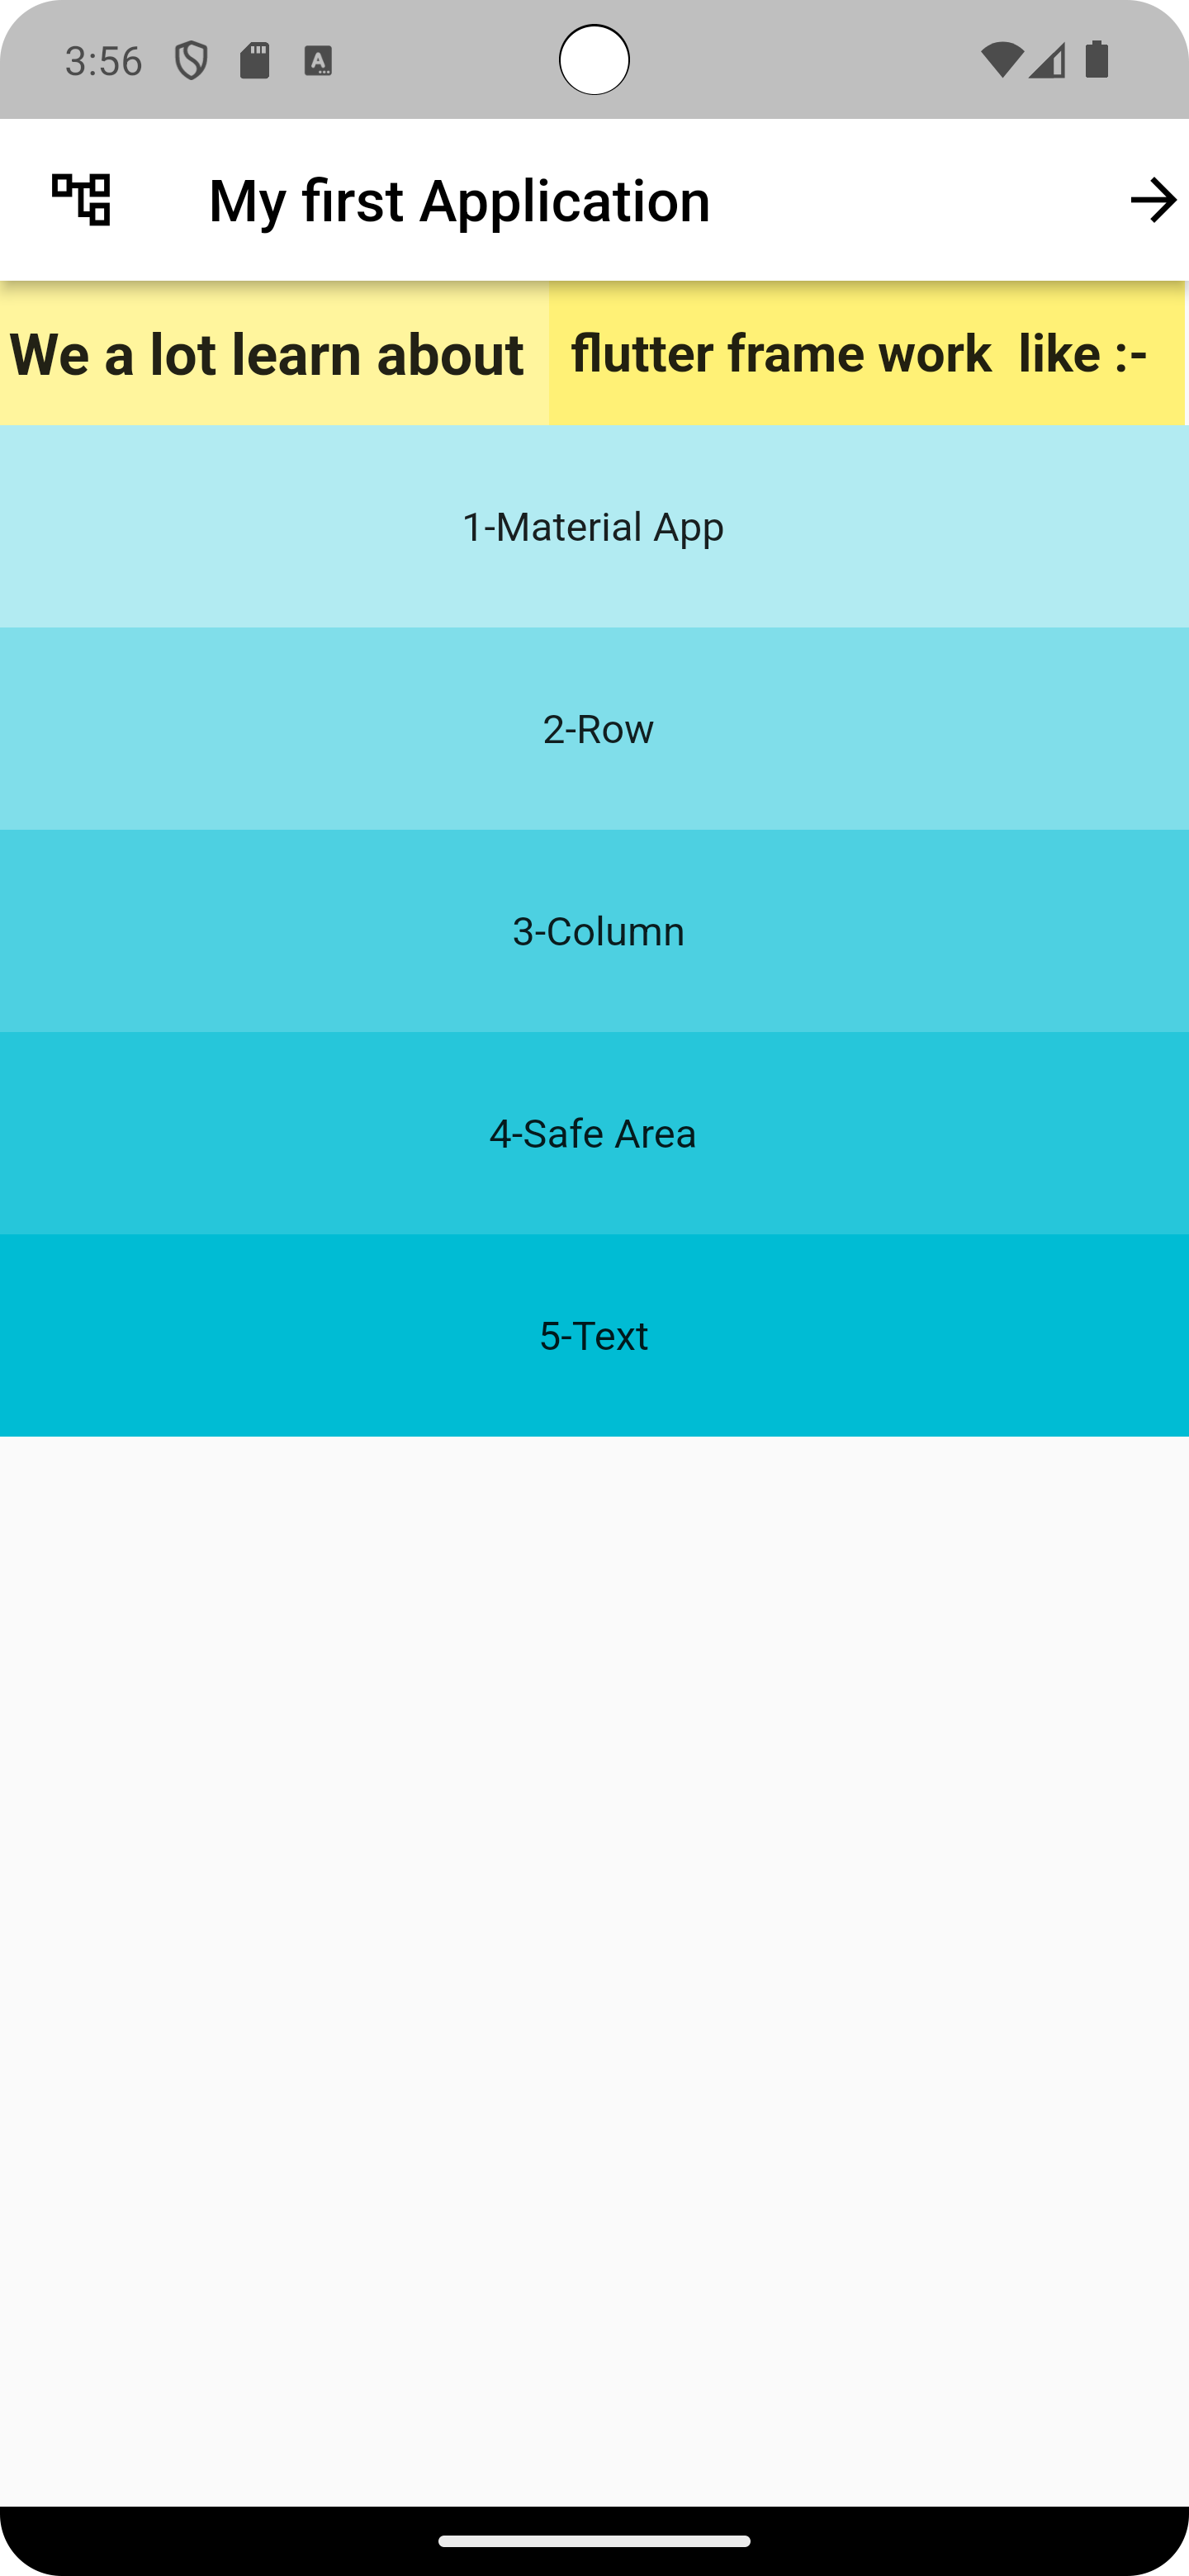 3:56
My first Application
We a lot learn about flutter frame work  like :-
1-Material App
2-Row
3-Column
4-Safe Area
5-Text